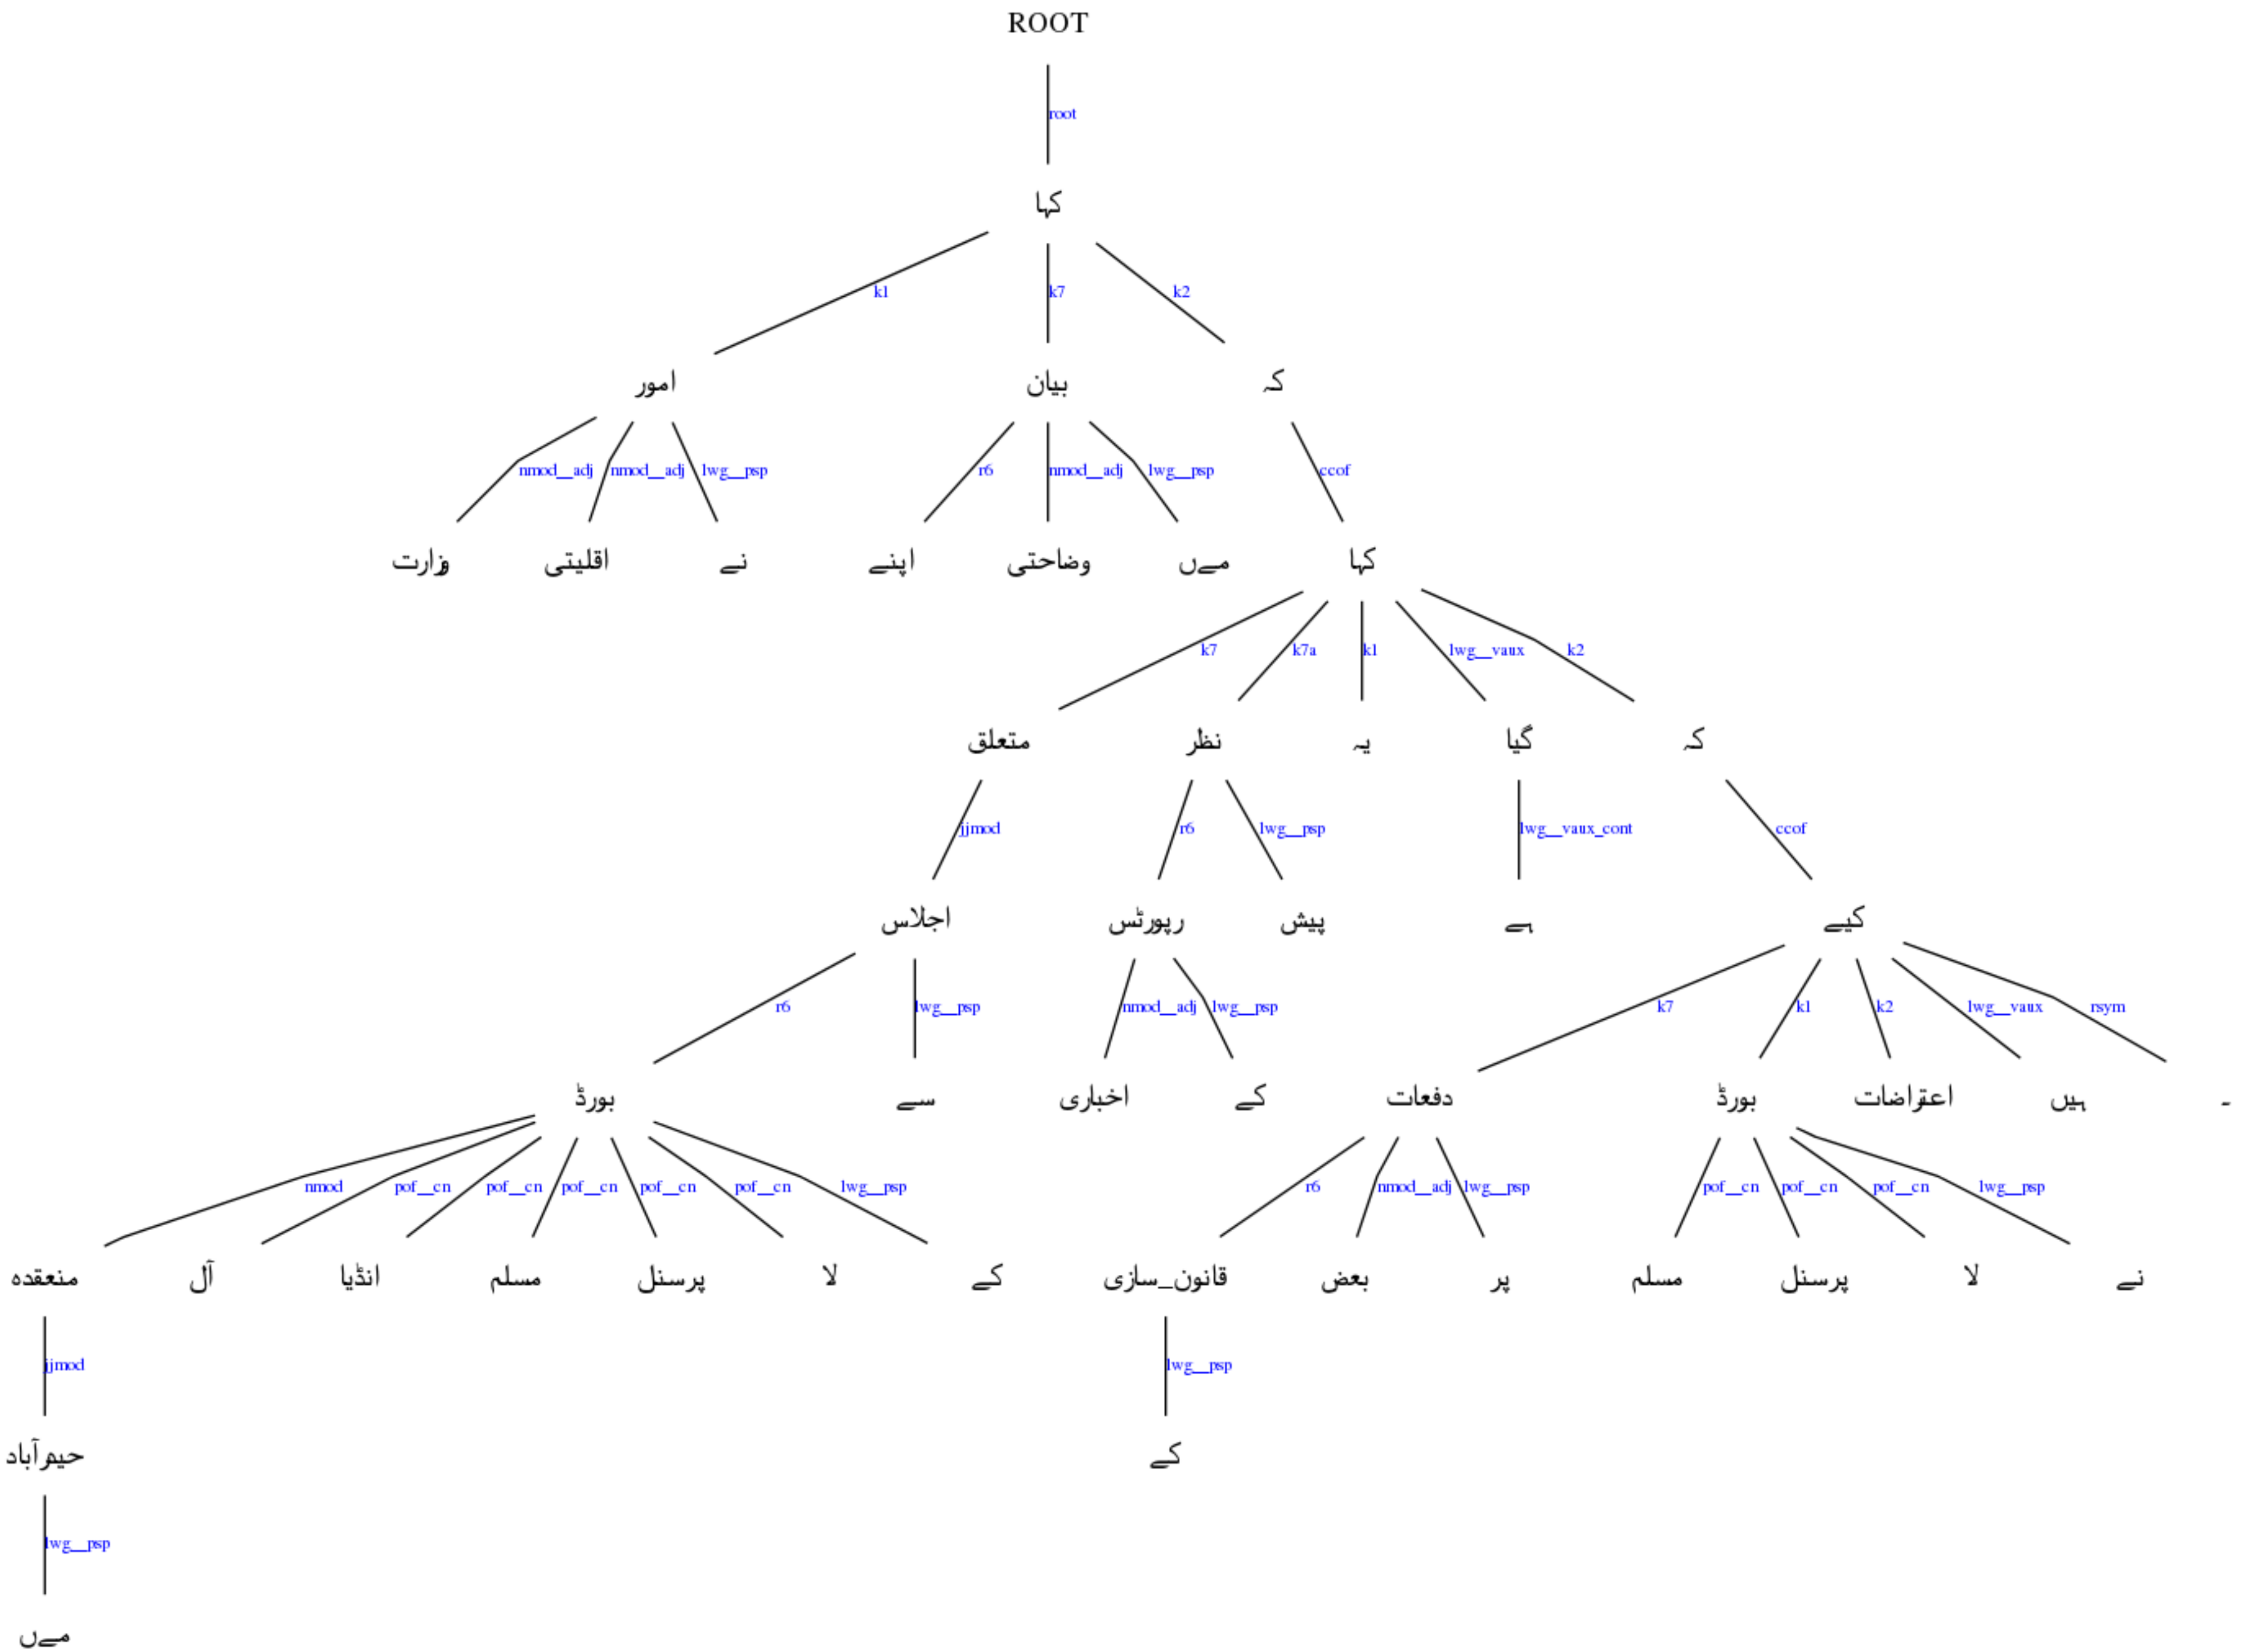 ROOT
root
کہا
k1 k7 k2
امور بیان کہ
nmod__adj nmod__adj lwg__psp r6 nmod__adj lwg__psp ccof
وزارت اقلیتی نے اپنے وضاحتی مےں کہا
k7 k7a k1 lwg__vaux k2
متعلق نظر یہ گیا کہ
jjmod r6 lwg__psp lwg__vaux_cont ccof
اجلاس رپورٹس پیش ہے کیے
r6 lwg__psp nmod__adj lwg__psp k7 k1 k2 lwg__vaux rsym
بورڈ سے اخباری کے دفعات بورڈ اعتراضات ہیں ۔
nmod pof__cn pof__cn pof__cn pof__cn pof__cn lwg__psp r6 nmod__adj lwg__psp pof__cn pof__cn pof__cn lwg__psp
منعقدہ آل انڈیا مسلم پرسنل لا کے قانون_سازی بعض پر مسلم پرسنل لا نے
jjmod lwg__psp
حیدرآباد کے
lwg__psp
مےں